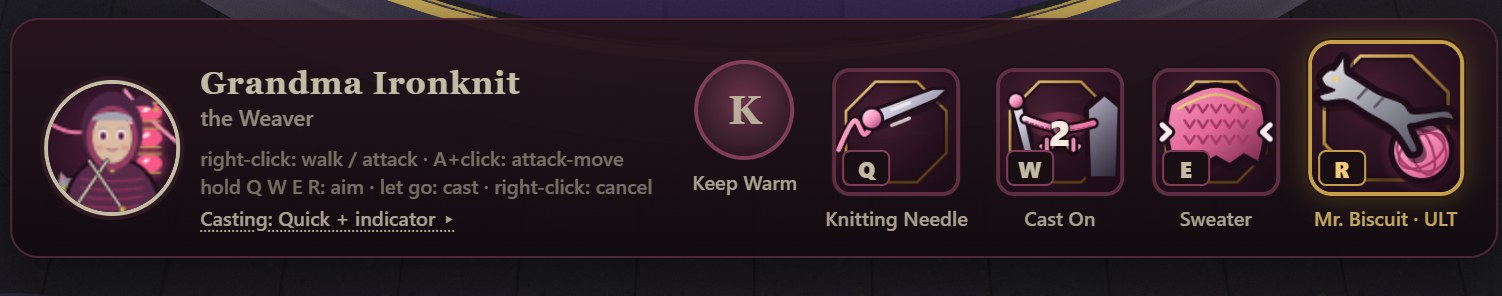 Grandma Ironknit
the Weaver
right-click: walk / attack · A+click: attack-move
hold Q W E R: aim · let go: cast · right-click: cancel
Casting: Quick + indicator ▸
K
Keep Warm
Q
Knitting Needle
2
W
Cast On
E
Sweater
R
Mr. Biscuit · ULT